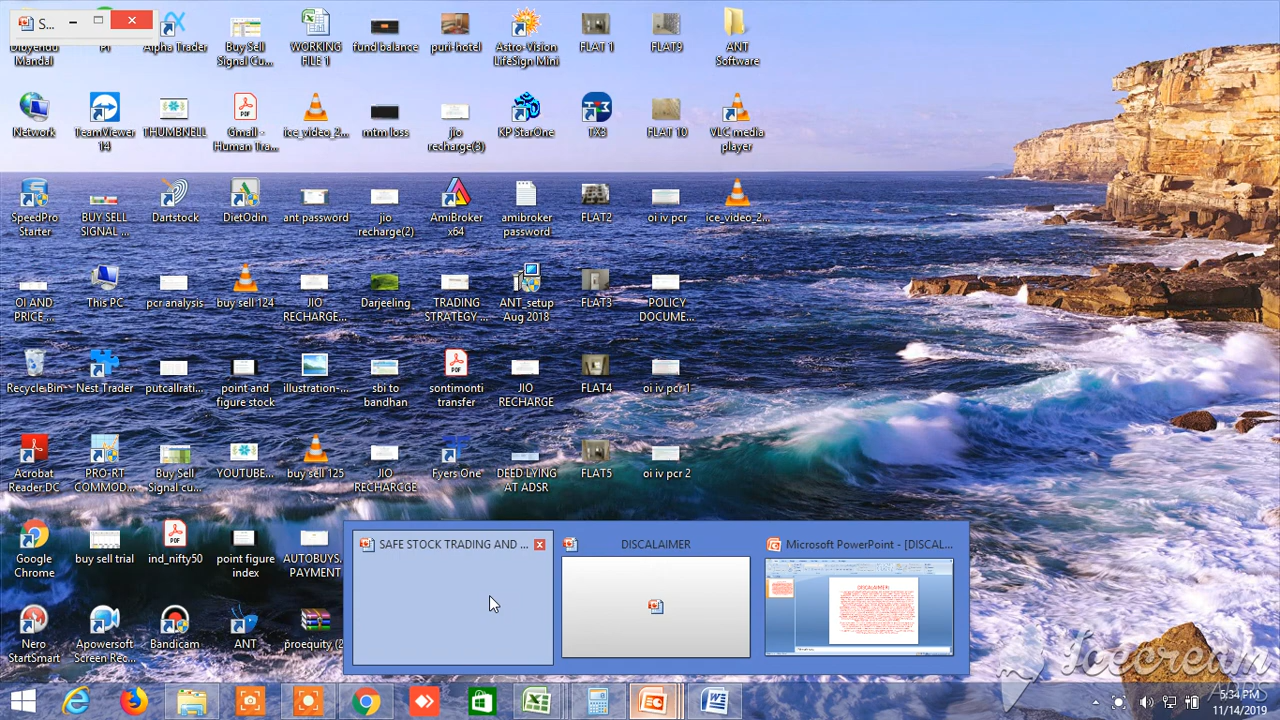 S...
Dibyendu
Mandal
PI
Alpha Trader
Buy Sell
Signal Cu...
WORKING
FILE 1
fund balance
puri-hotel
Astro-Vision
LifeSign Mini
FLAT 1
FLAT9
ANT
Software
Network
TeamViewer
14
THUMBNELL
Gmail -
Human Tra...
ice_video_2...
mtm loss
jio
recharge(3)
KP StarOne
TX3
FLAT 10
VLC media
player
SpeedPro
Starter
BUY SELL
SIGNAL ...
Dartstock
DietOdin
ant password
jio
recharge(2)
AmiBroker
x64
amibroker
password
FLAT2
oi iv pcr
ice_video_2...
OI AND
PRICE ...
This PC
pcr analysis
buy sell 124
JIO
RECHARGE...
Darjeeling
TRADING
STRATEGY ...
ANT_setup
Aug 2018
FLAT3
POLICY
DOCUME...
Recycle Bin
Nest Trader
putcallrati...
point and
figure stock
illustration-...
sbi to
bandhan
sontimonti
transfer
JIO
RECHARGE
FLAT4
oi iv pcr 1
Acrobat
Reader DC
PRO-RT
COMMOD...
Buy Sell
Signal cu...
YOUTUBE...
buy sell 125
JIO
RECHARCGE
Fyers One
DEED LYING
AT ADSR
FLAT5
oi iv pcr 2
Google
Chrome
buy sell trial
ind_nifty50
point figure
index
AUTOBUYS...
PAYMENT
Nero
StartSmart
Apowersoft
Screen Rec...
Bandicam
ANT
proequity (2
SAFE STOCK TRADING AND ...
DISCALAIMER
Microsoft PowerPoint - [DISCAL...
DISCALAIMER
Icecream
APPS
5:34 PM
11/14/2019